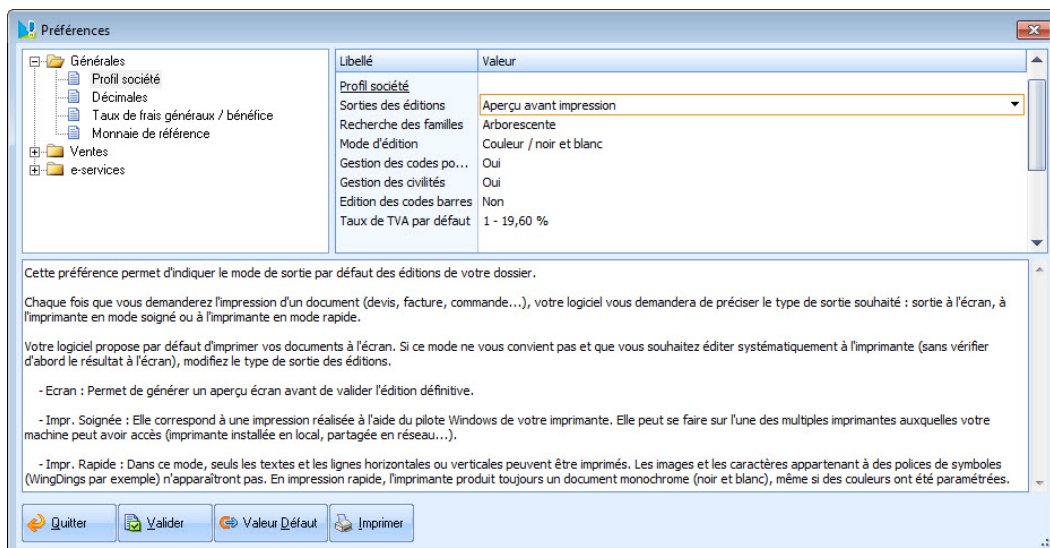 Préférences
Générales
Profil société
Décimales
Taux de frais généraux / bénéfice
Monnaie de référence
Ventes
e-services
Libellé Valeur
Profil société
Sorties des éditions Aperçu avant impression
Recherche des familles Arborescente
Mode d'édition Couleur / noir et blanc
Gestion des codes po... Oui
Gestion des civilités Oui
Edition des codes barres Non
Taux de TVA par défaut 1 - 19,60 %
Cette préférence permet d'indiquer le mode de sortie par défaut des éditions de votre dossier.
Chaque fois que vous demanderez l'impression d'un document (devis, facture, commande...), votre logiciel vous demandera de préciser le type de sortie souhaité : sortie à l'écran, à
l'imprimante en mode soigné ou à l'imprimante en mode rapide.
Votre logiciel propose par défaut d'imprimer vos documents à l'écran. Si ce mode ne vous convient pas et que vous souhaitez éditer systématiquement à l'imprimante (sans vérifier
d'abord le résultat à l'écran), modifiez le type de sortie des éditions.
- Ecran : Permet de générer un aperçu écran avant de valider l'édition définitive.
- Impr. Soignée : Elle correspond à une impression réalisée à l'aide du pilote Windows de votre imprimante. Elle peut se faire sur l'une des multiples imprimantes auxquelles votre
machine peut avoir accès (imprimante installée en local, partagée en réseau...).
- Impr. Rapide : Dans ce mode, seuls les textes et les lignes horizontales ou verticales peuvent être imprimés. Les images et les caractères appartenant à des polices de symboles
(WingDings par exemple) n'apparaîtront pas. En impression rapide, l'imprimante produit toujours un document monochrome (noir et blanc), même si des couleurs ont été paramétrées.
Quitter Valider Valeur Défaut Imprimer